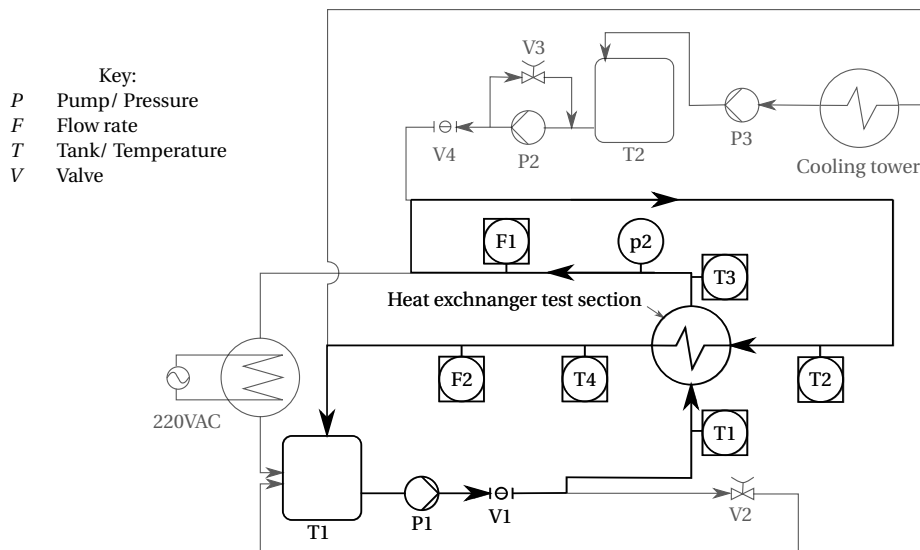 Key:
P Pump/ Pressure
F Flow rate
T Tank/ Temperature
V Valve
V3
V4
P2
T2
P3
Cooling tower
F1
p2
T3
Heat exchnanger test section
F2
T4
T2
220VAC
T1
T1
P1
V1
V2